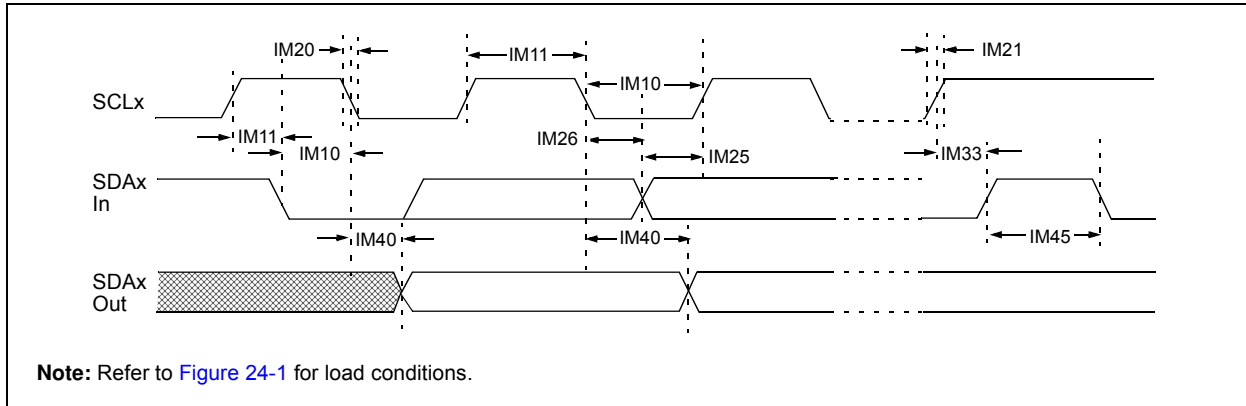 IM20
IM11
IM21
IM10
SCLx
IM11
IM26
IM10
IM25
IM33
SDAx
In
IM40
IM40
IM45
SDAx
Out
Note: Refer to Figure 24-1 for load conditions.